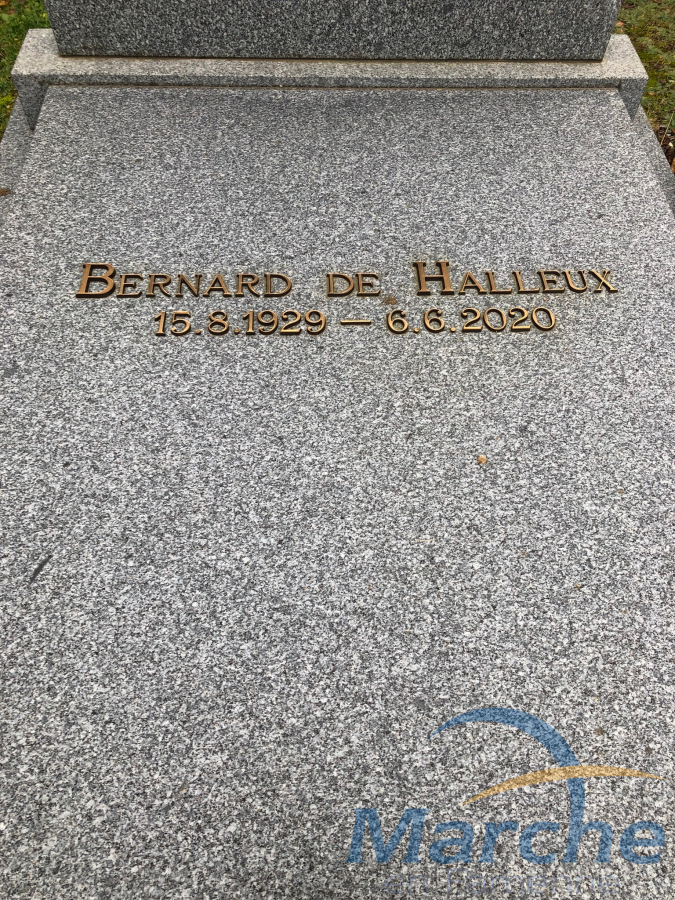 Bernard de Halleux
15.8.1929 – 6.6.2020
Marche